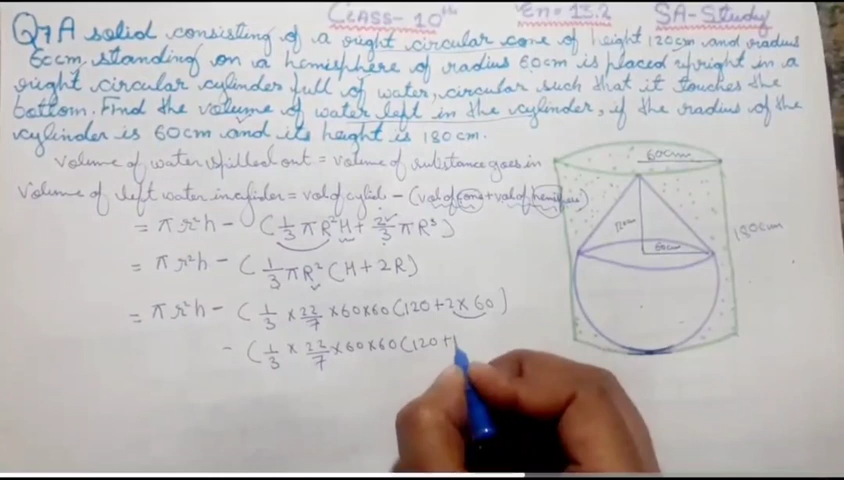 CLASS-10th En-13.2 SA-Study
Q7 A solid consisting of a right circular cone of height 120cm and radius
60cm, standing on a hemisphere of radius 60cm is placed upright in a
right circular cylinder full of water, circular such that it touches the
bottom. Find the volume of water left in the cylinder, if the radius of the
cylinder is 60cm and its height is 180cm.
Volume of water spilled out = volume of substance goes in
Volume of left water in = vol of - (vol of cone + vol of
= πr²h - (1/3 πR²H + 2/3 πR³)
= πr²h - (1/3 πR² (H + 2R)
= πr²h - (1/3 × 22/7 × 60×60 (120+2×60)
- (1/3 × 22/7 × 60×60 (120+1
60cm
120cm
60cm
180cm